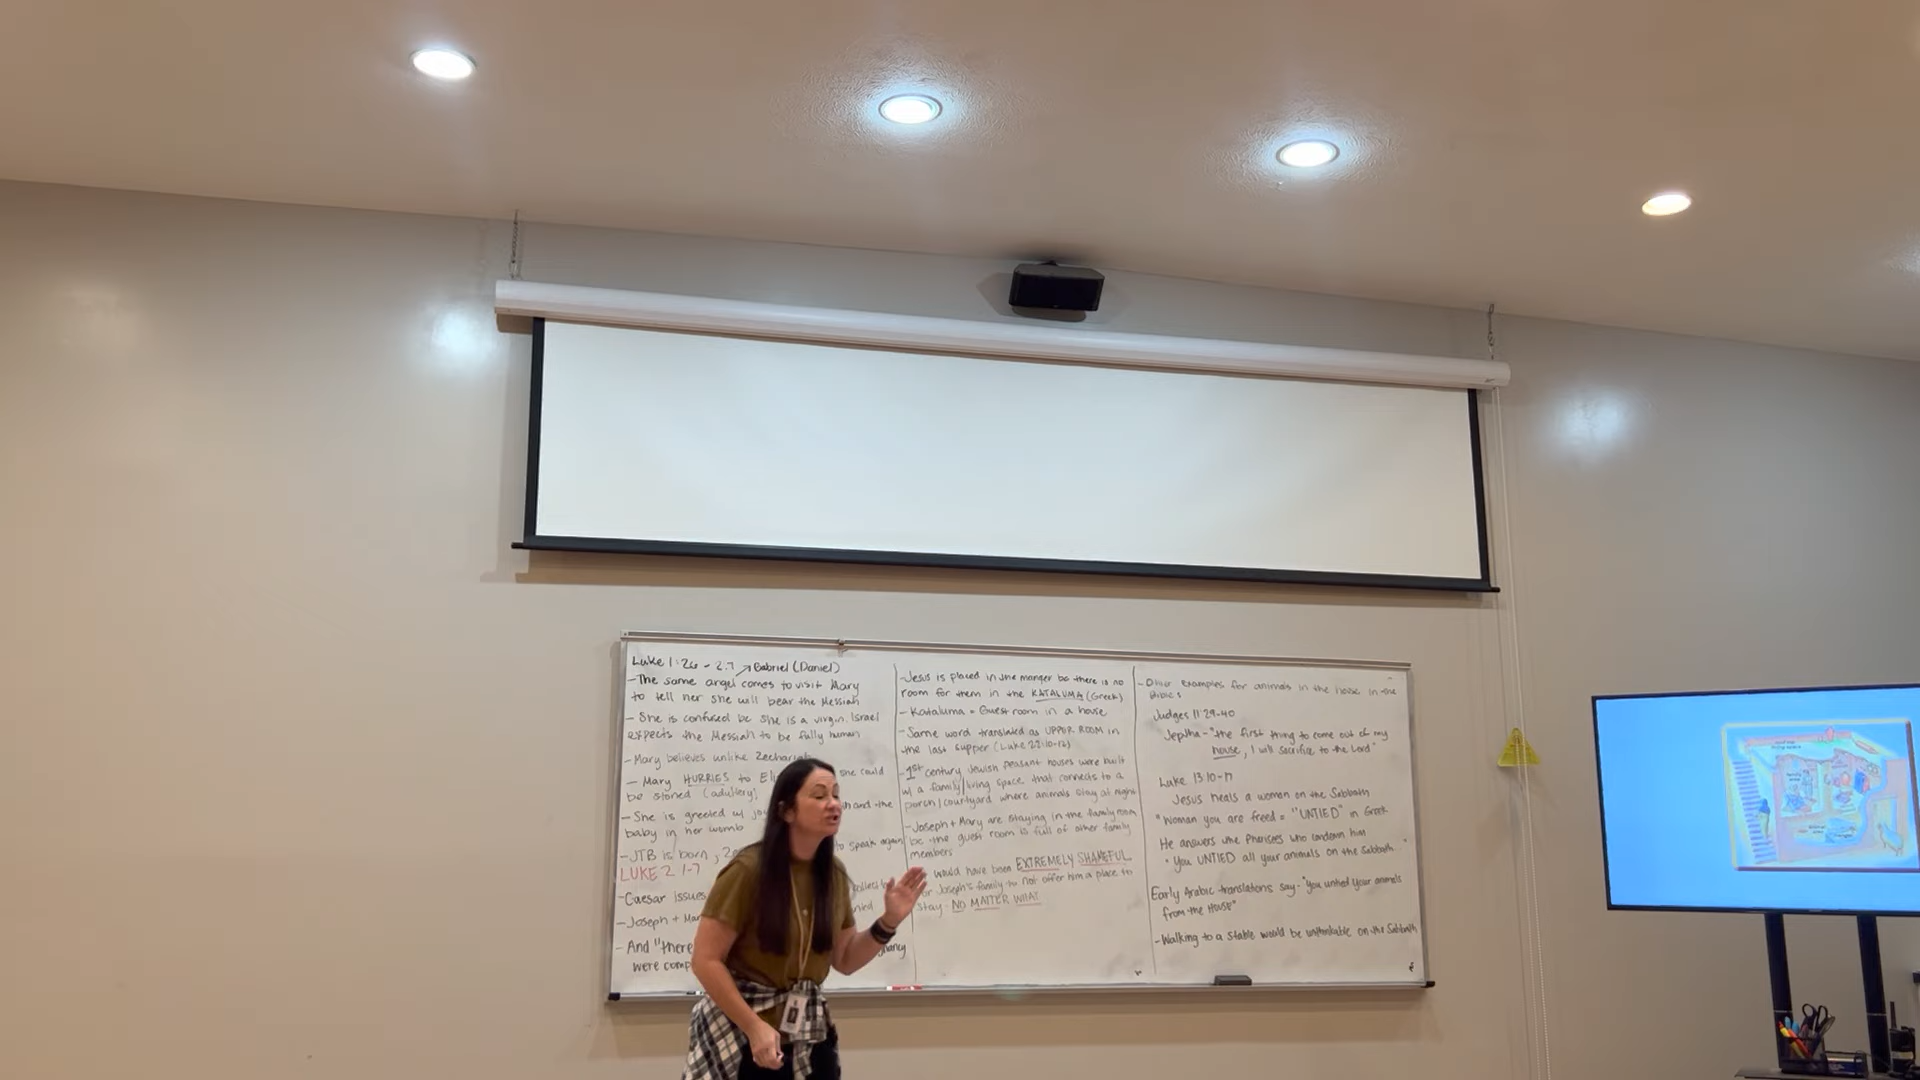 Luke 1:26 - 2:7 Gabriel (Daniel)
- The same angel comes to visit Mary
to tell her she will bear the Messiah
- She is confused bc she is a virgin. Israel
expects the Messiah to be fully human
- Mary believes unlike Zechariah
- Mary HURRIES to she could
be stoned (adultery)
- She is greeted w/ and the
baby in her womb
- JTB is born, to speak again
LUKE 2 1-7
- Caesar issues
- Joseph + Mar
- And "there
were comp
- Jesus is placed in the manger bc there is no
room for them in the KATALUMA (Greek)
- Kataluma = Guest room in a house
- Same word translated as UPPER ROOM in
the last supper (Luke 22:10-12)
- 1st century Jewish Peasant houses were built
w/ a family/living space, that connects to a
porch/courtyard where animals stay at night
- Joseph + Mary are staying in the family room
bc the guest room is full of other family
members
would have been EXTREMELY SHAMEFUL
for Joseph's family to not offer him a place to
stay - NO MATTER WHAT
- Other examples for animals in the house in the
Bible
Judges 11:29-40
Jeptha - "the first thing to come out of my
house, I will sacrifice to the Lord"
Luke 13:10-17
Jesus heals a woman on the Sabbath
"Woman you are freed = "UNTIED" in Greek
He answers the Pharisees who condemn him
• You UNTIED all your animals on the Sabbath
Early Arabic translations say - "you untied your animals
from the House"
- Walking to a stable would be on the Sabbath